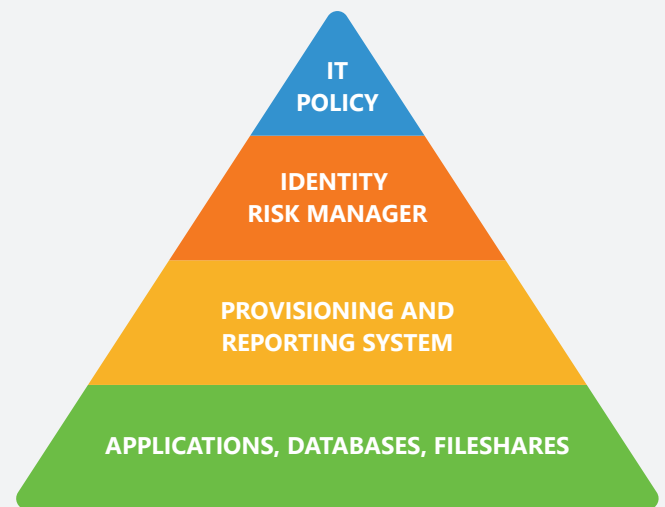 IT
POLICY
IDENTITY
RISK MANAGER
PROVISIONING AND
REPORTING SYSTEM
APPLICATIONS, DATABASES, FILESHARES